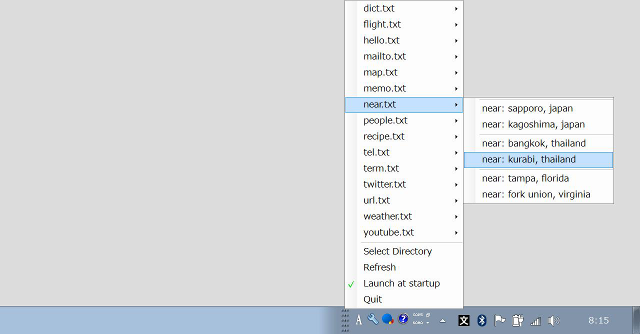 dict.txt
flight.txt
hello.txt
mailto.txt
map.txt
memo.txt
near.txt
people.txt
recipe.txt
tel.txt
term.txt
twitter.txt
url.txt
weather.txt
youtube.txt
Select Directory
Refresh
Launch at startup
Quit
near: sapporo, japan
near: kagoshima, japan
near: bangkok, thailand
near: kurabi, thailand
near: tampa, florida
near: fork union, virginia
A
8:15